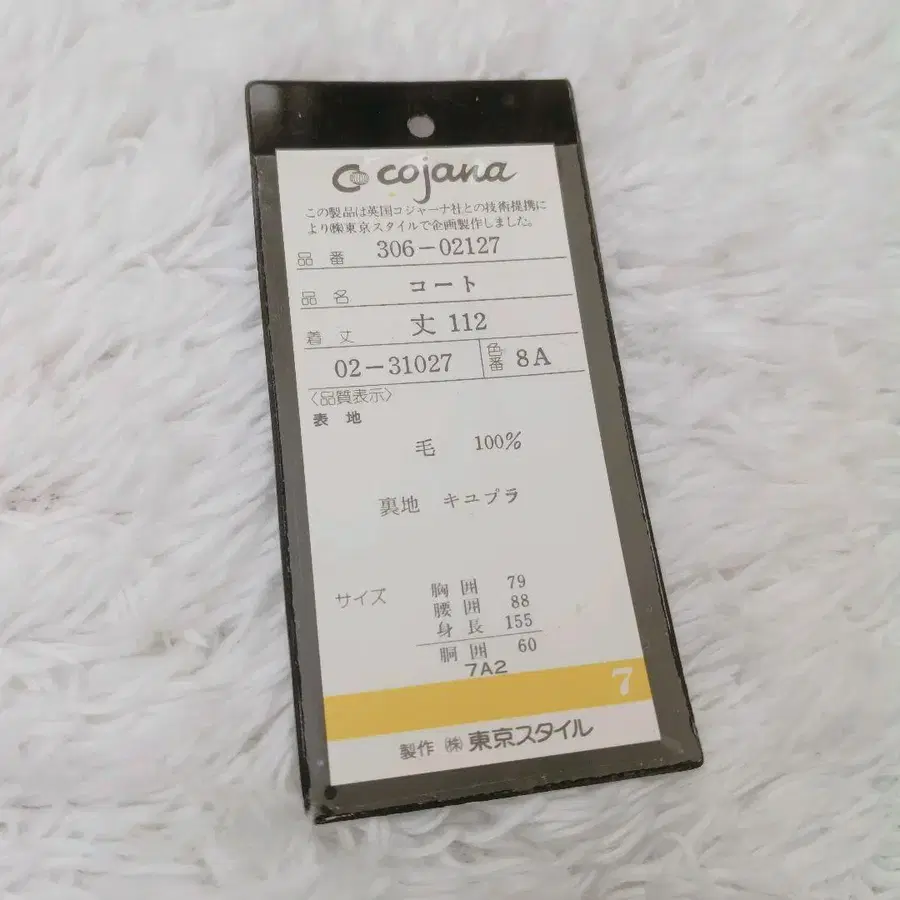 cojana
この製品は英国コジャーナ社との技術提携に
より㈱東京スタイルで企画製作しました。
品番 306-02127
品名 コート
着丈 丈 112
02-31027 色番 8A
〈品質表示〉
表地
毛 100%
裏地 キユプラ
サイズ 胸囲 79
腰囲 88
身長 155
胴囲 60
7A2
7
製作 ㈱ 東京スタイル